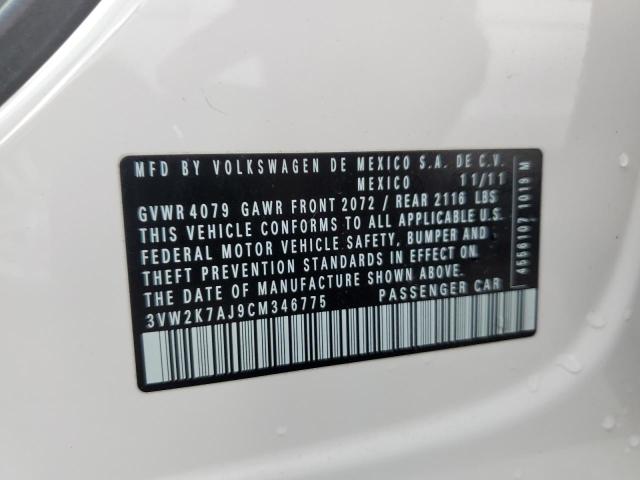 MFD BY VOLKSWAGEN DE MEXICO S.A. DE C.V.
MEXICO 11/11
GVWR 4079 GAWR FRONT 2072 / REAR 2116 LBS
THIS VEHICLE CONFORMS TO ALL APPLICABLE U.S.
FEDERAL MOTOR VEHICLE SAFETY, BUMPER AND
THEFT PREVENTION STANDARDS IN EFFECT ON
THE DATE OF MANUFACTURE SHOWN ABOVE.
3VW2K7AJ9CM346775 PASSENGER CAR
4556107 1019 M